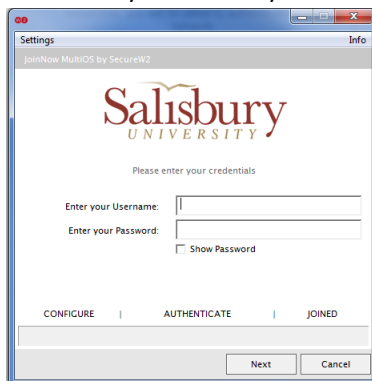 Settings Info
JoinNow MultiOS by SecureW2
Salisbury
UNIVERSITY
Please enter your credentials
Enter your Username:
Enter your Password:
Show Password
CONFIGURE | AUTHENTICATE | JOINED
Next Cancel